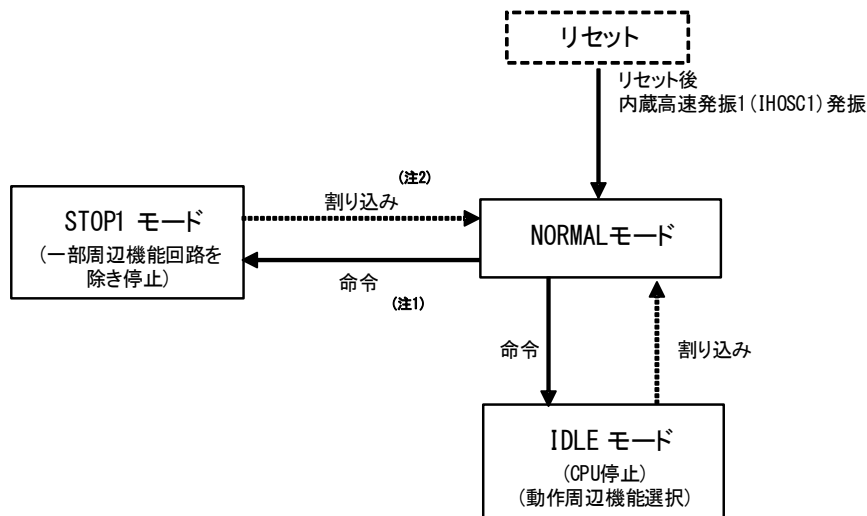 リセット
リセット後
内蔵高速発振1(IHOSC1)発振
(注2)
割り込み
STOP1 モード
(一部周辺機能回路を
除き停止)
NORMALモード
命令
(注1)
命令
割り込み
IDLE モード
(CPU停止)
(動作周辺機能選択)